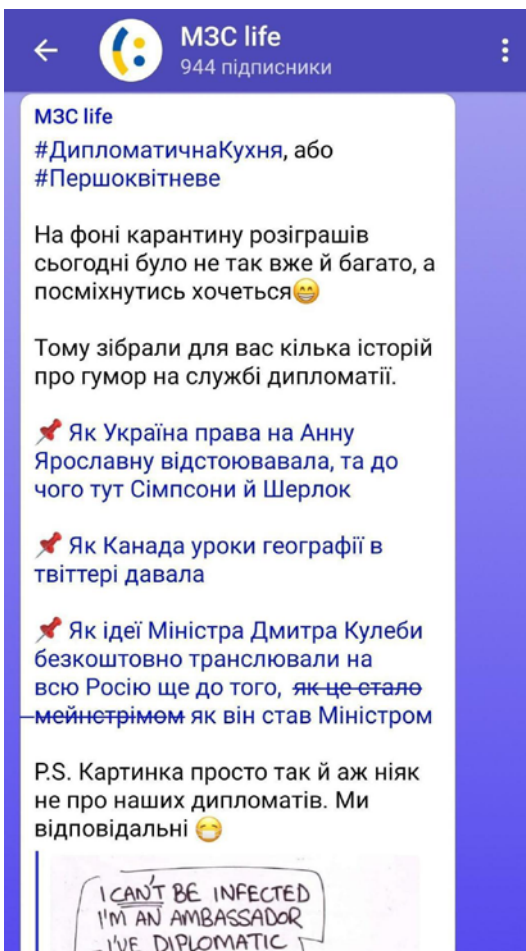 МЗС life
944 підписники
МЗС life
#ДипломатичнаКухня, або
#Першоквітневе
На фоні карантину розіграшів
сьогодні було не так вже й багато, а
посміхнутись хочеться😁
Тому зібрали для вас кілька історій
про гумор на службі дипломатії.
📌 Як Україна права на Анну
Ярославну відстоювавала, та до
чого тут Сімпсони й Шерлок
📌 Як Канада уроки географії в
твіттері давала
📌 Як ідеї Міністра Дмитра Кулеби
безкоштовно транслювали на
всю Росію ще до того, як це стало
мейнстрімом як він став Міністром
P.S. Картинка просто так й аж ніяк
не про наших дипломатів. Ми
відповідальні 😷
I CAN'T BE INFECTED
I'M AN AMBASSADOR
I'VE DIPLOMATIC